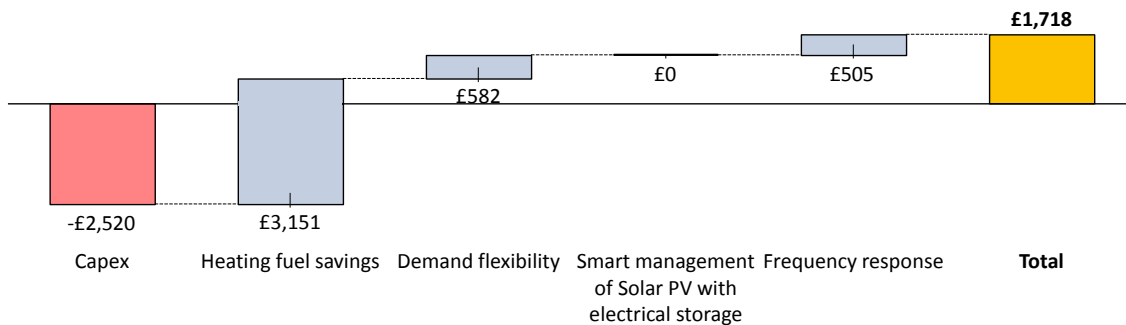 £1,718
£0
£505
£582
-£2,520
£3,151
Capex
Heating fuel savings
Demand flexibility
Smart management
of Solar PV with
electrical storage
Frequency response
Total